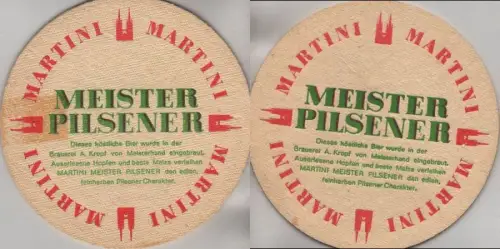 MARTINI MARTINI
MEISTER
PILSENER
Dieses köstliche Bier wurde in der
Brauerei A. Kropf von Meisterhand eingebraut.
Auserlesene Hopfen und beste Malze verleihen
MARTINI MEISTER PILSENER den edlen,
feinherben Pilsener Charakter.
MARTINI MARTINI
MARTINI MARTINI
MEISTER
PILSENER
Dieses köstliche Bier wurde in der
Brauerei A. Kropf von Meisterhand eingebraut.
Auserlesene Hopfen und beste Malze verleihen
MARTINI MEISTER PILSENER den edlen,
feinherben Pilsener Charakter.
MARTINI MARTINI